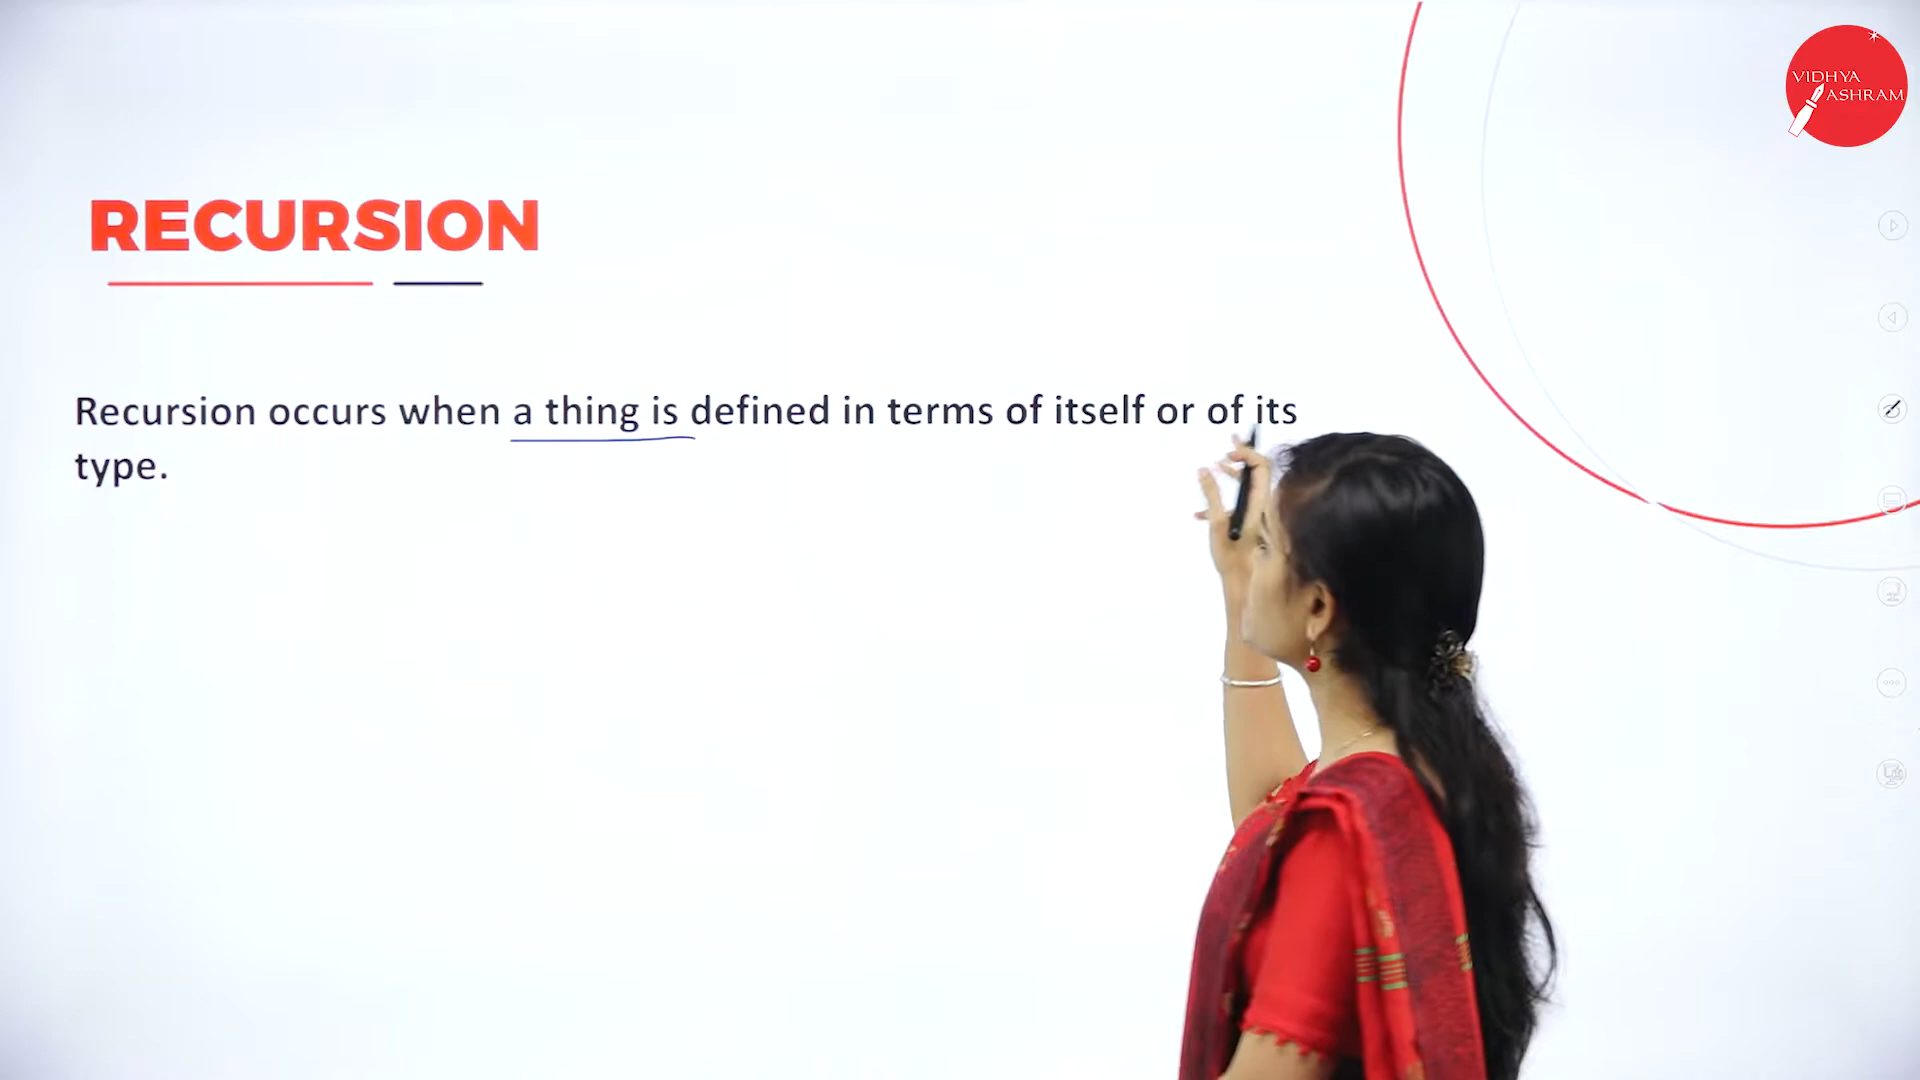 VIDHYA
ASHRAM
RECURSION
Recursion occurs when a thing is defined in terms of itself or of its
type.